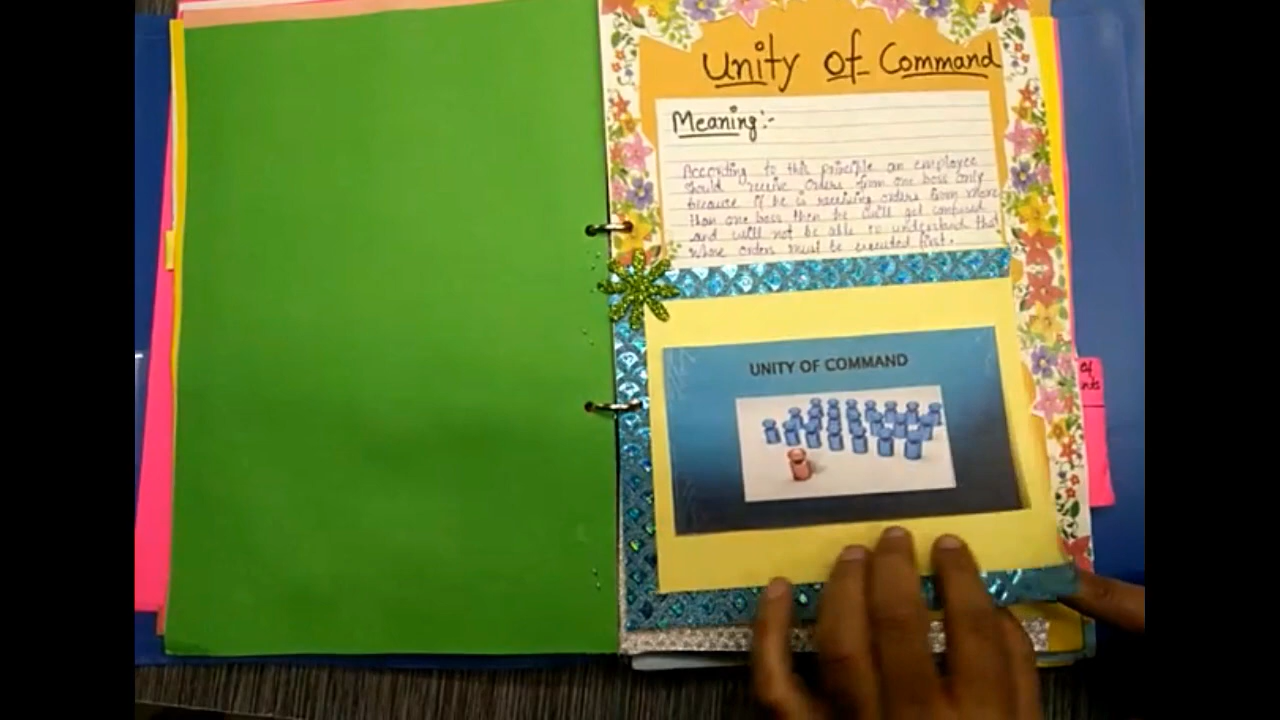 Unity of Command
Meaning:-
According to this principle an employee
should receive orders from one boss only
because if he is receiving orders from more
than one boss then he will get confused
and will not be able to understand that
whose orders must be executed first.
UNITY OF COMMAND
of